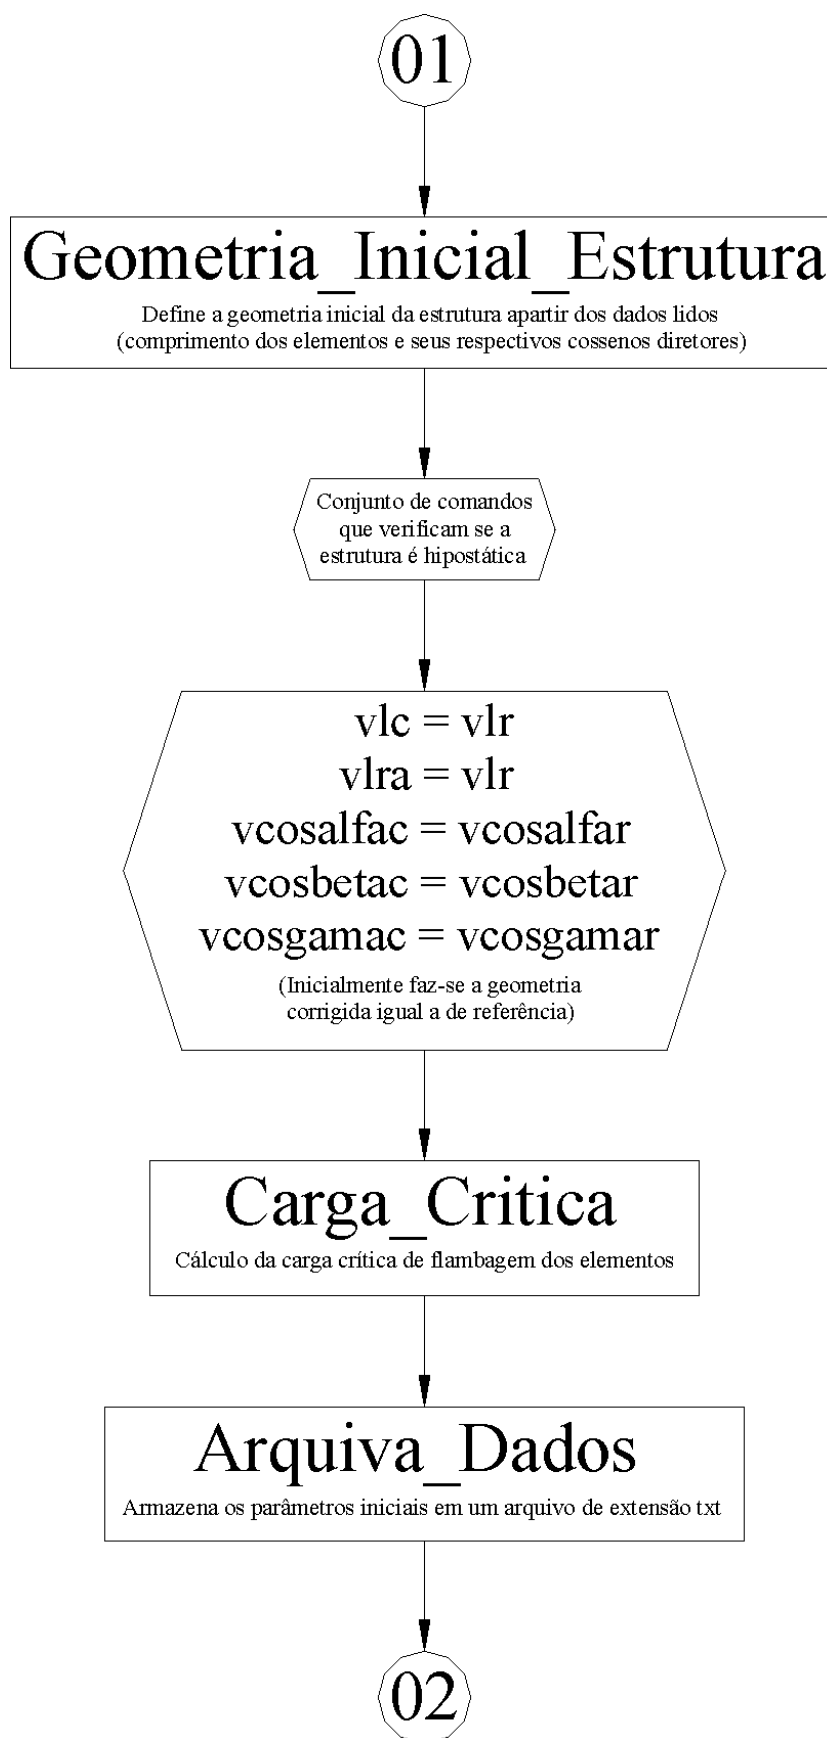 01
Geometria_Inicial_Estrutura
Define a geometria inicial da estrutura apartir dos dados lidos
(comprimento dos elementos e seus respectivos cossenos diretores)
Conjunto de comandos
que verificam se a
estrutura é hipostática
vlc = vlr
vlra = vlr
vcosalfac = vcosalfar
vcosbetac = vcosbetar
vcosgamac = vcosgamar
(Inicialmente faz-se a geometria
corrigida igual a de referência)
Carga_Critica
Cálculo da carga crítica de flambagem dos elementos
Arquiva_Dados
Armazena os parâmetros iniciais em um arquivo de extensão txt
02